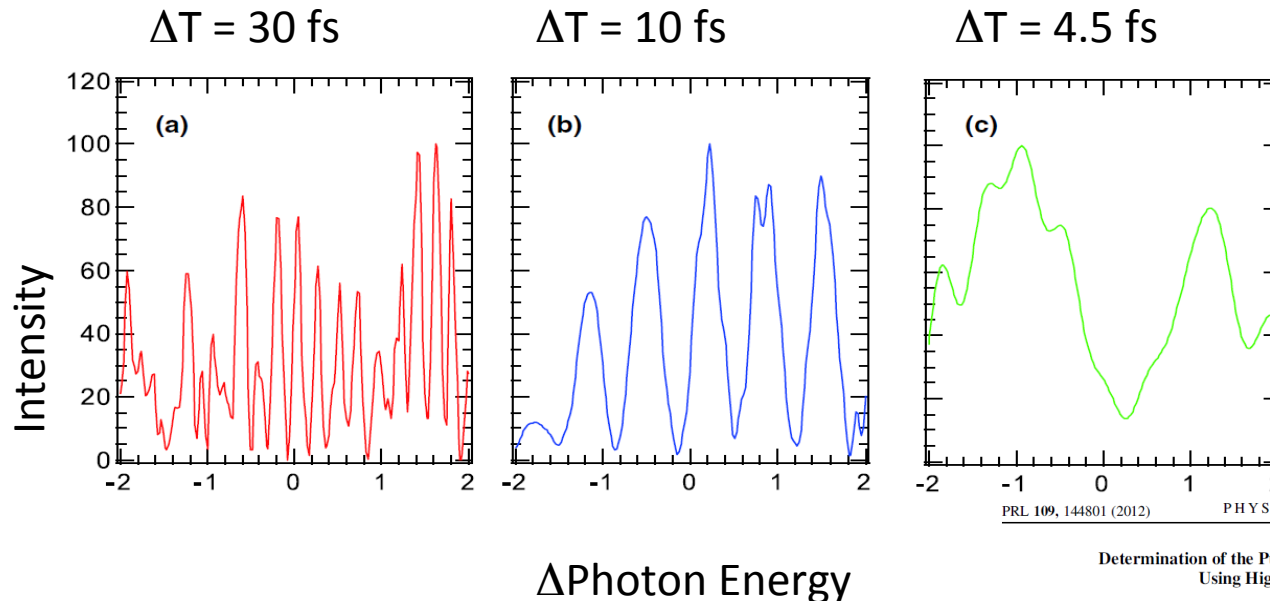 ΔT = 30 fs ΔT = 10 fs ΔT = 4.5 fs
120
100
80
60
40
20
0
Intensity
(a) (b) (c)
-2 -1 0 1 2 -2 -1 0 1 2 -2 -1 0 1
PRL 109, 144801 (2012) PHYS
Determination of the P
Using Hig
ΔPhoton Energy